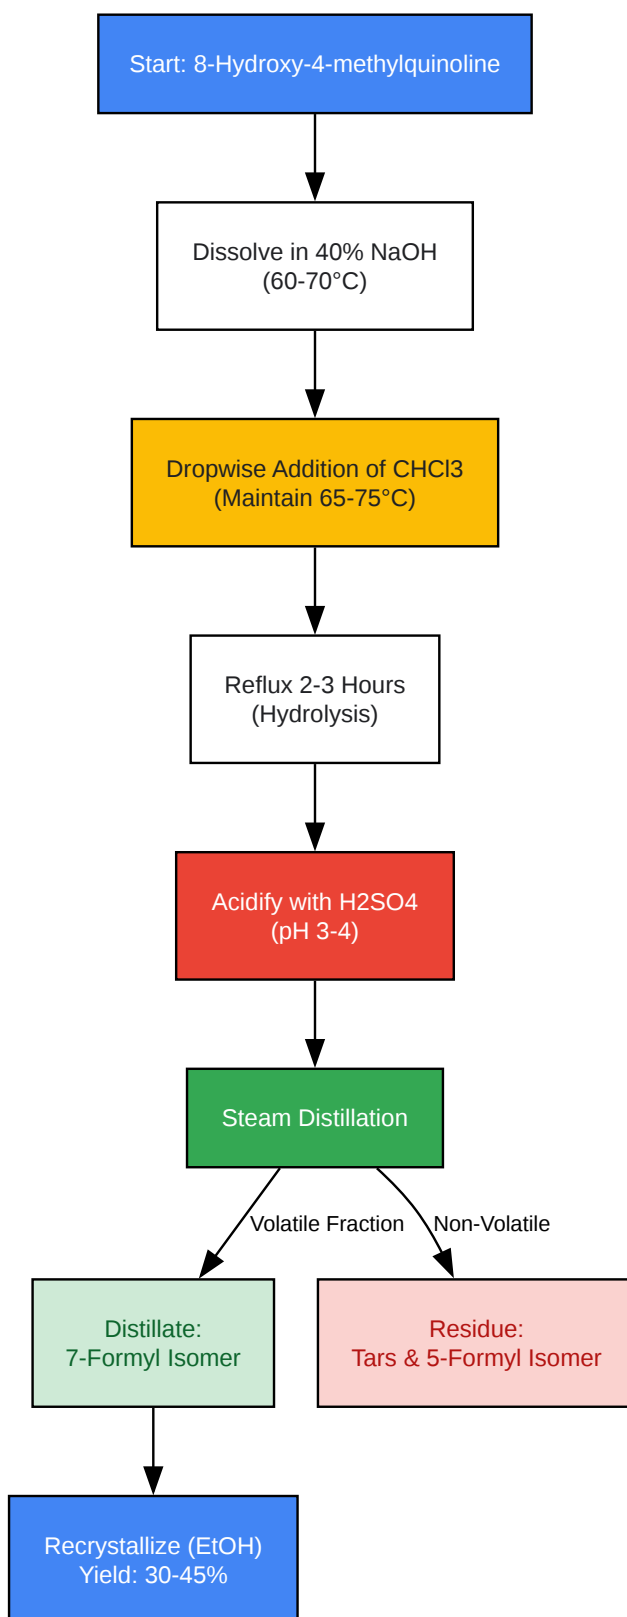 Start: 8-Hydroxy-4-methylquinoline
Dissolve in 40% NaOH
(60-70°C)
Dropwise Addition of CHCl3
(Maintain 65-75°C)
Reflux 2-3 Hours
(Hydrolysis)
Acidify with H2SO4
(pH 3-4)
Steam Distillation
Volatile Fraction
Non-Volatile
Distillate:
7-Formyl Isomer
Residue:
Tars & 5-Formyl Isomer
Recrystallize (EtOH)
Yield: 30-45%